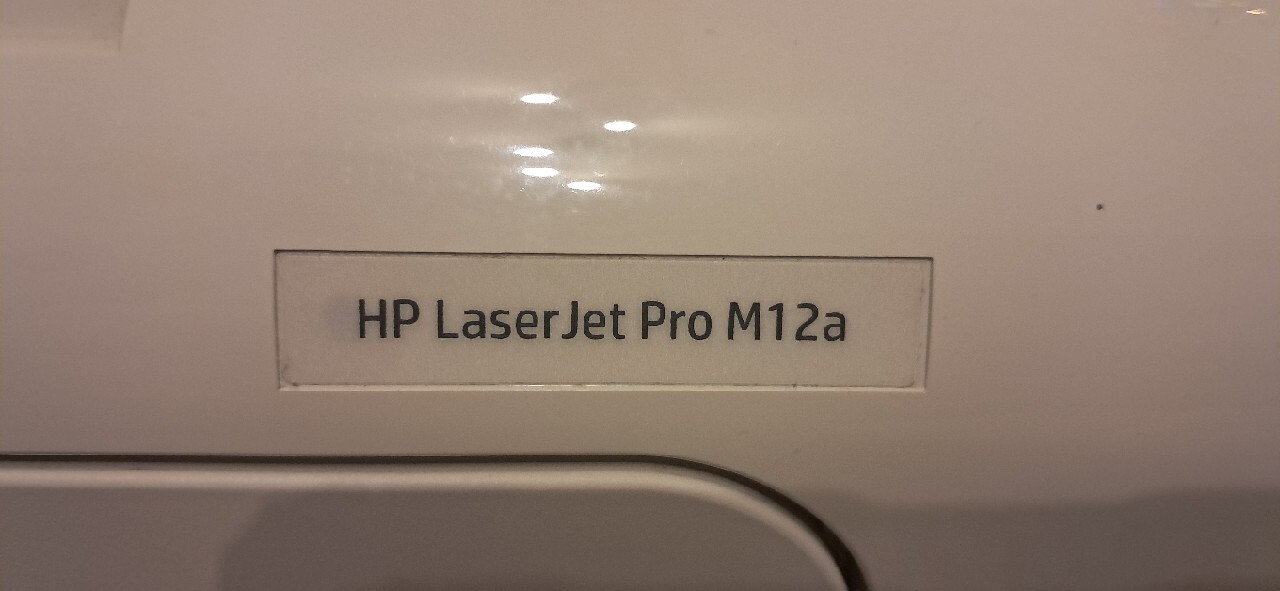 HP LaserJet Pro M12a